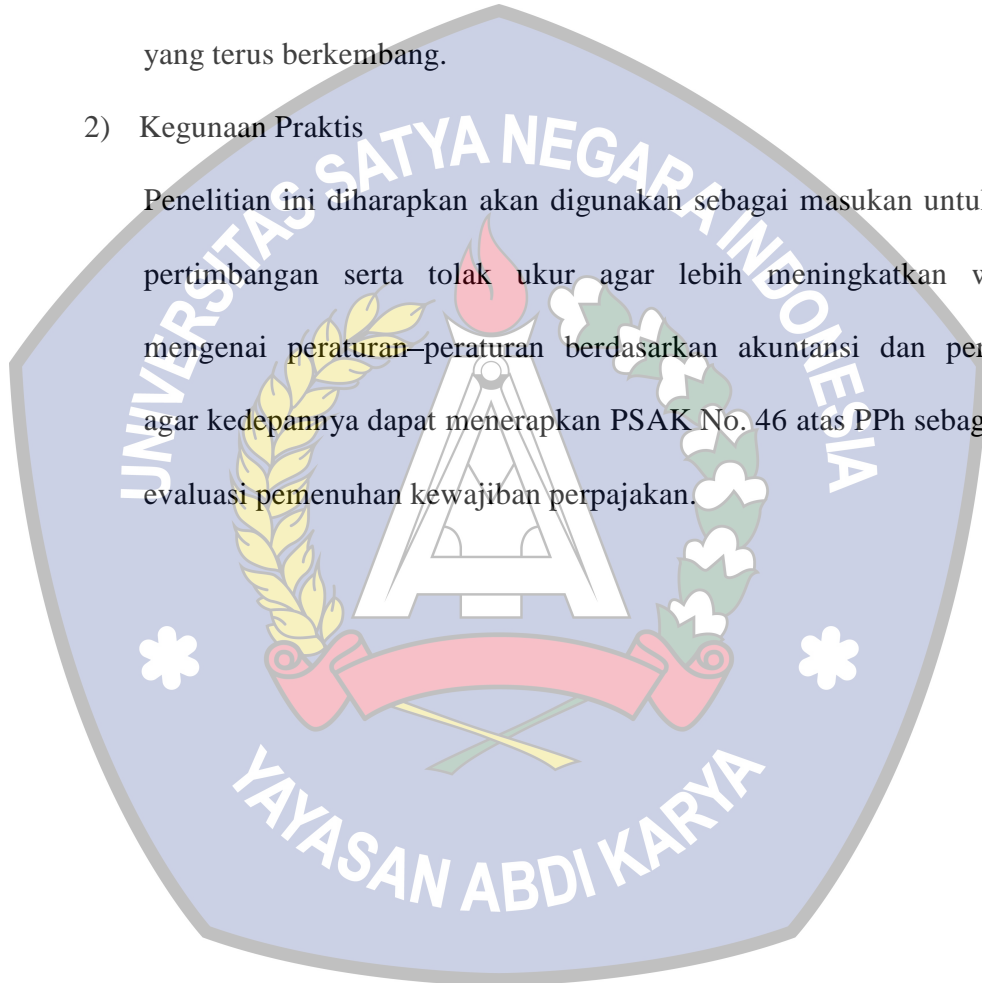 yang terus berkembang.
2) Kegunaan Praktis
Penelitian ini diharapkan akan digunakan sebagai masukan untuk
pertimbangan serta tolak ukur agar lebih meningkatkan
mengenai peraturan–peraturan berdasarkan akuntansi dan
agar kedepannya dapat menerapkan PSAK No. 46 atas PPh
evaluasi pemenuhan kewajiban perpajakan.
UNIVERSITAS SATYA NEGARA INDONESIA
YAYASAN ABDI KARYA